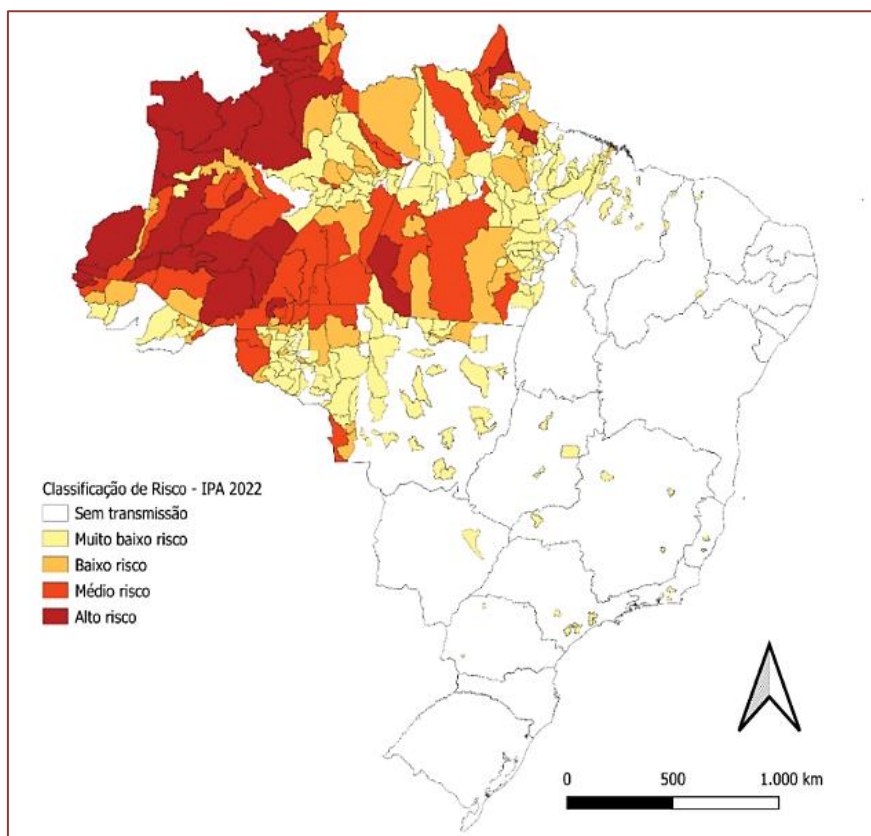 Classificação de Risco - IPA 2022
Sem transmissão
Muito baixo risco
Baixo risco
Médio risco
Alto risco
0 500 1.000 km